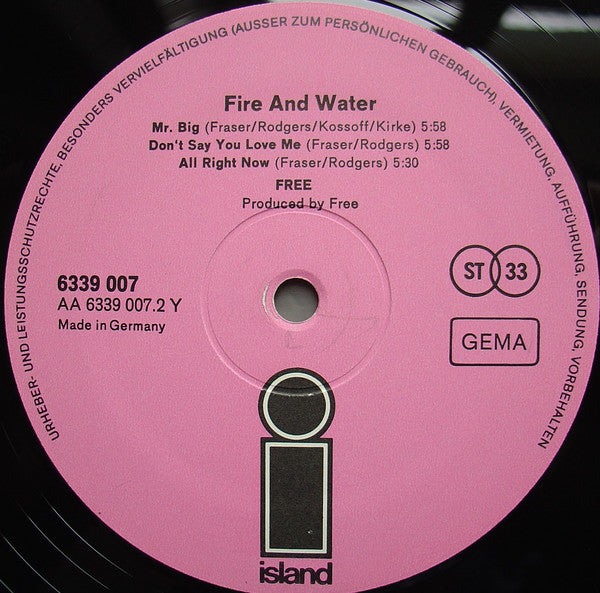 URHEBER- UND LEISTUNGSSCHUTZRECHTE, BESONDERS VERVIELFÄLTIGUNG (AUSSER ZUM PERSÖNLICHEN GEBRAUCH), VERMIETUNG, AUFFÜHRUNG, SENDUNG, VORBEHALTEN
Fire And Water
Mr. Big (Fraser/Rodgers/Kossoff/Kirke) 5:58
Don't Say You Love Me (Fraser/Rodgers) 5:58
All Right Now (Fraser/Rodgers) 5:30
FREE
Produced by Free
6339 007
AA 6339 007.2 Y
Made in Germany
ST 33
GEMA
island